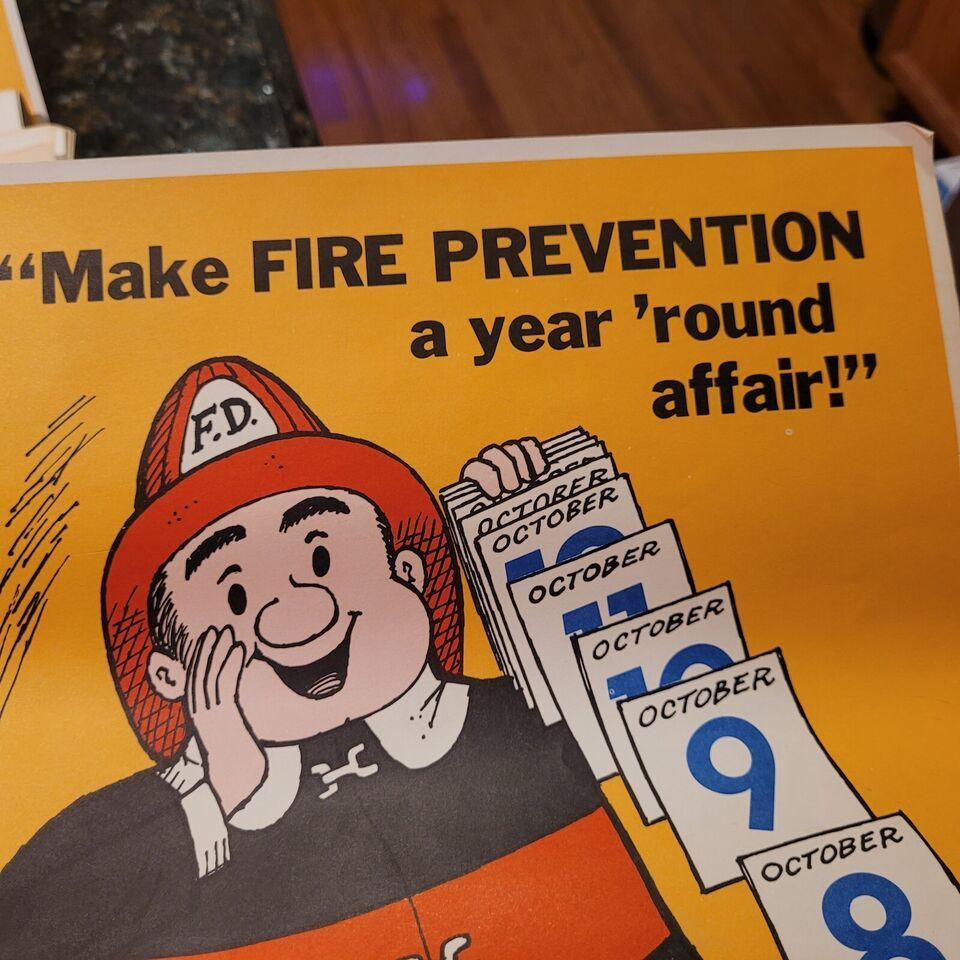 “Make FIRE PREVENTION
a year ’round
affair!”
F.D.
OCTOBER
OCTOBER
OCTOBER
11
OCTOBER
10
OCTOBER
9
OCTOBER
8